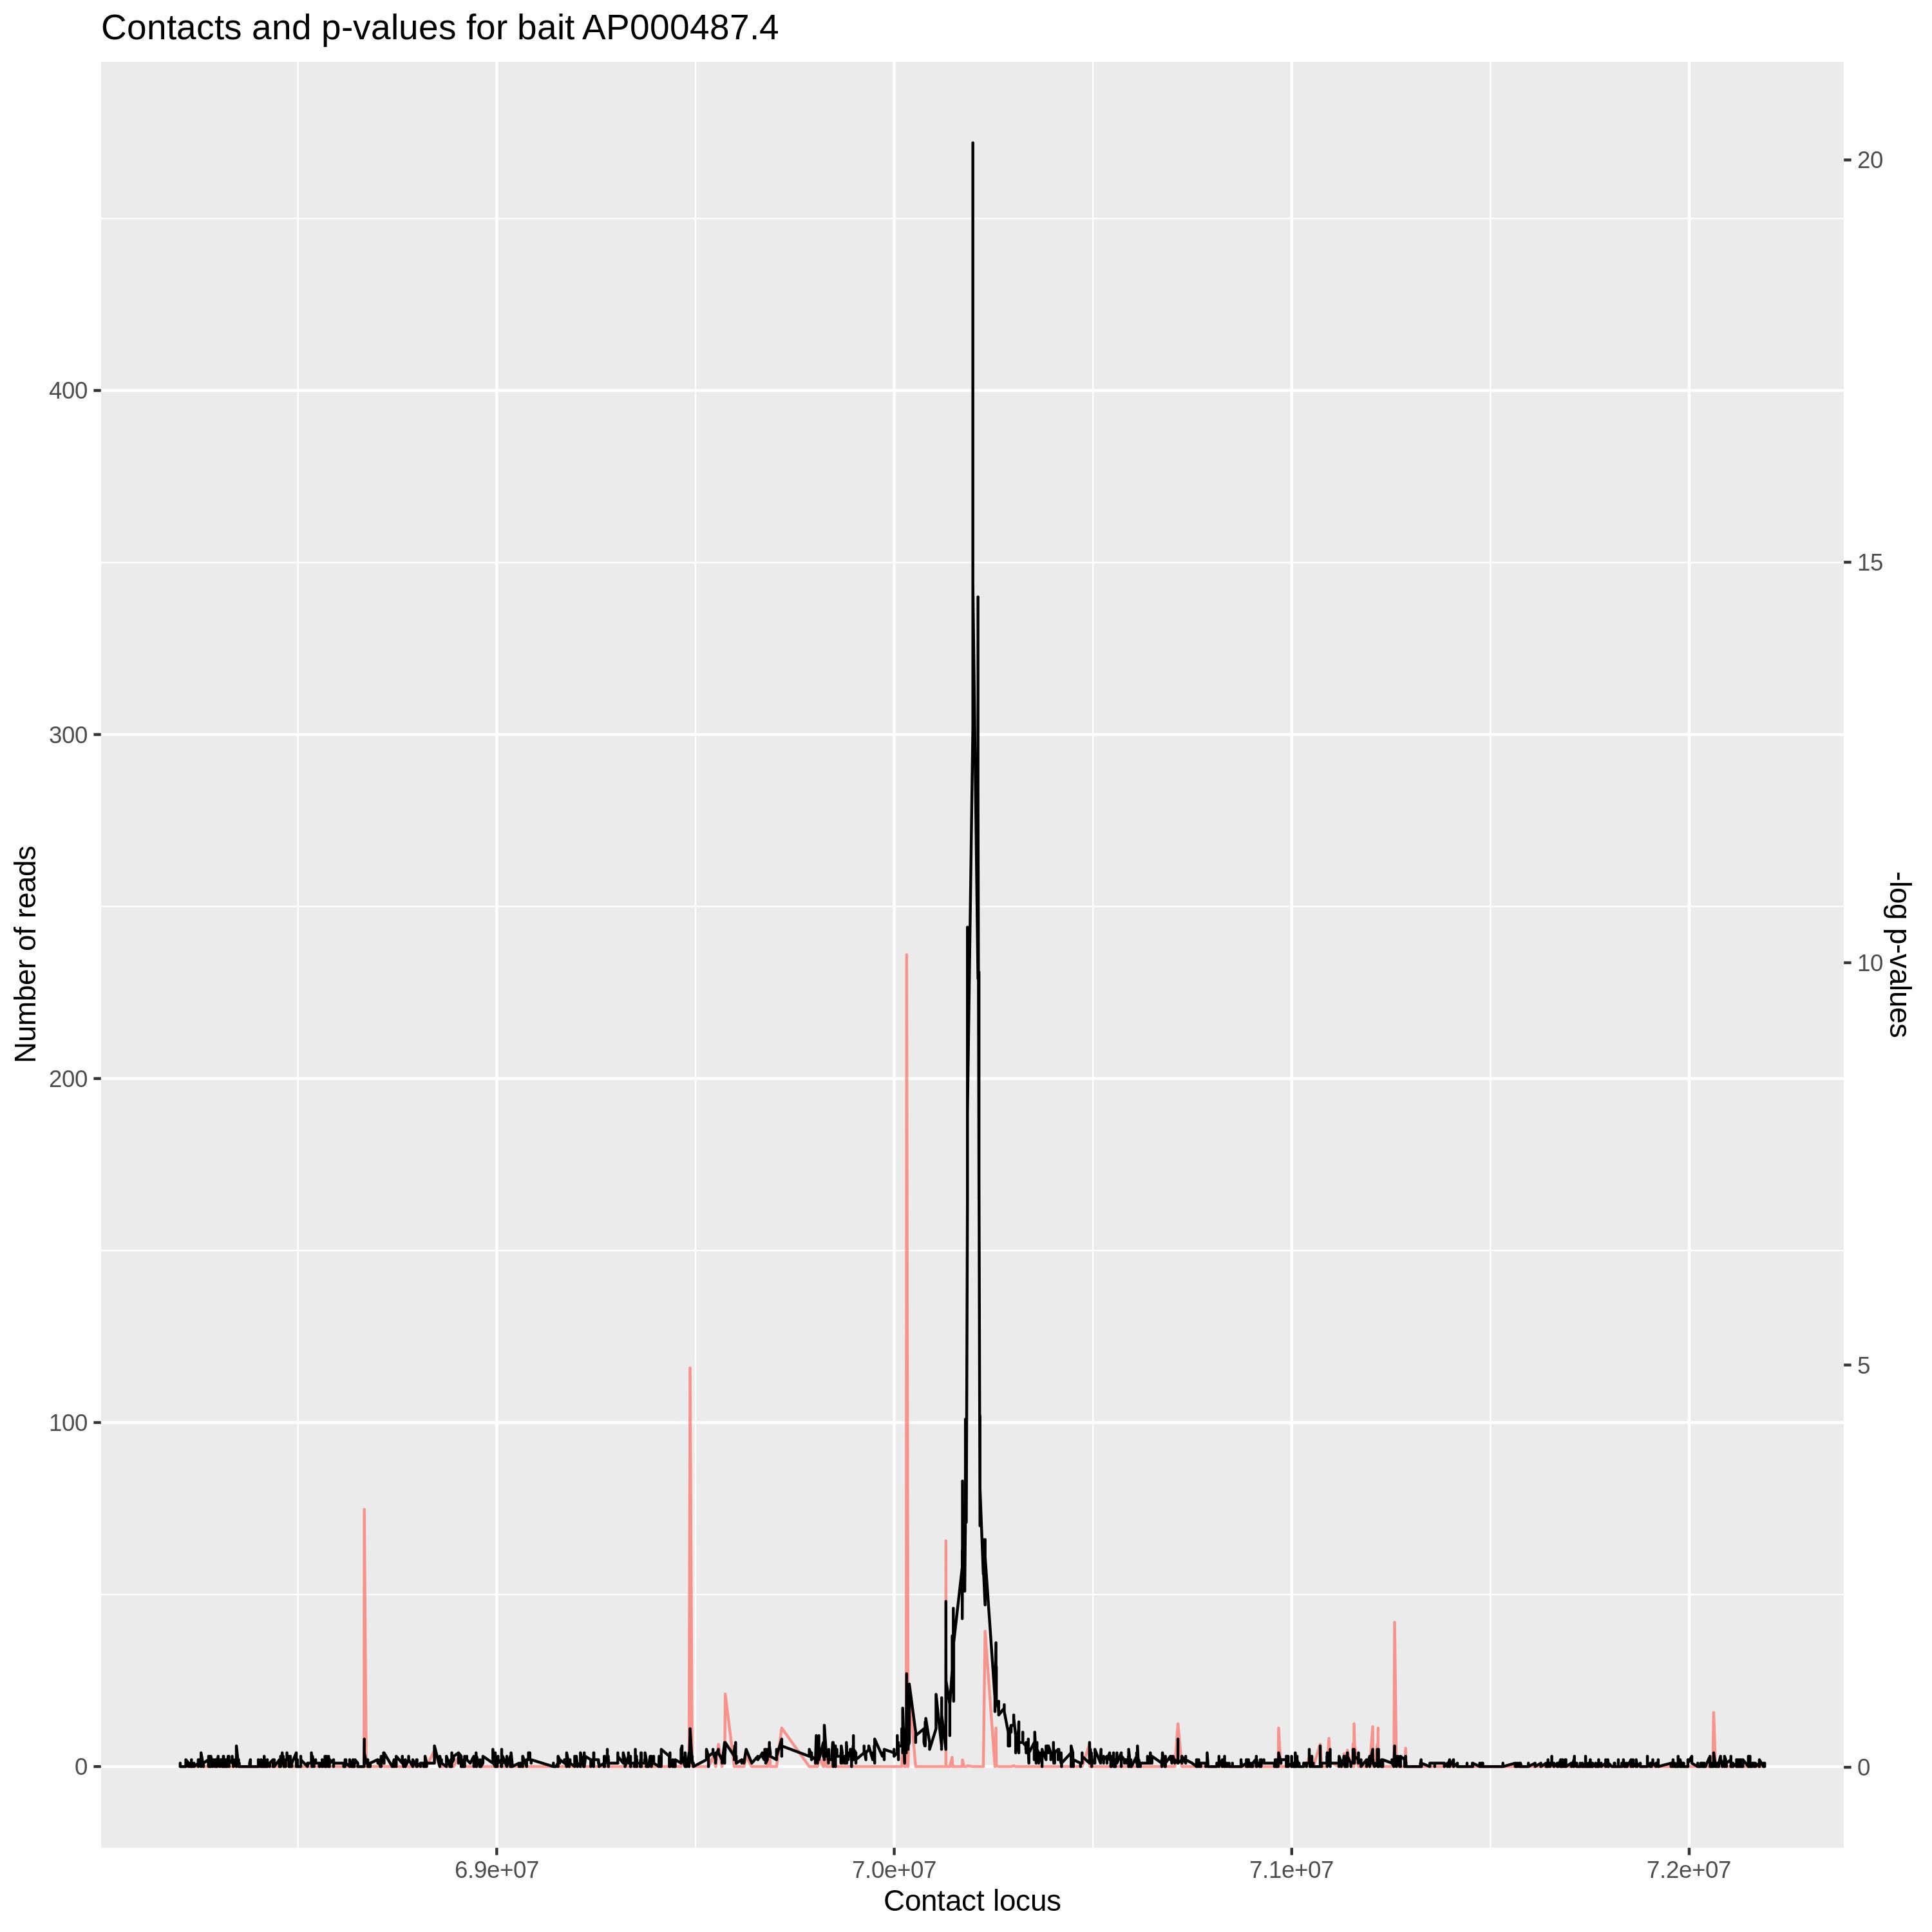 Contacts and p-values for bait AP000487.4
Number of reads
400
300
200
100
0
20
15
10
5
0
-log p-values
6.9e+07 7.0e+07 7.1e+07 7.2e+07
Contact locus